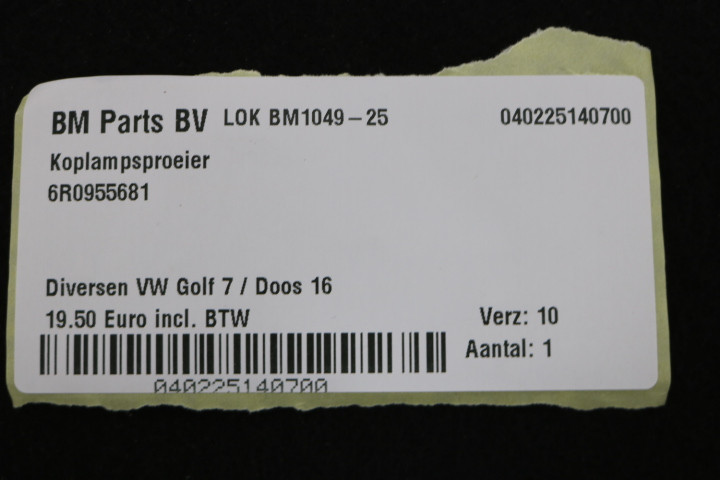 BM Parts BV LOK BM1049-25 040225140700
Koplampsproeier
6R0955681
Diversen VW Golf 7 / Doos 16
19.50 Euro incl. BTW Verz: 10
Aantal: 1
040225140700